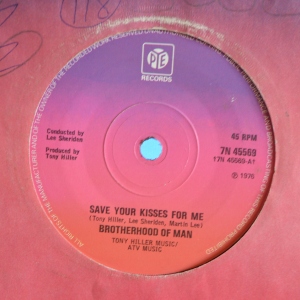 PYE
RECORDS
Conducted by
Lee Sheriden
Produced by
Tony Hiller
45 RPM
7N 45569
17N 45569-A1
℗ 1976
SAVE YOUR KISSES FOR ME
(Tony Hiller, Lee Sheriden, Martin Lee)
BROTHERHOOD OF MAN
TONY HILLER MUSIC/
ATV MUSIC